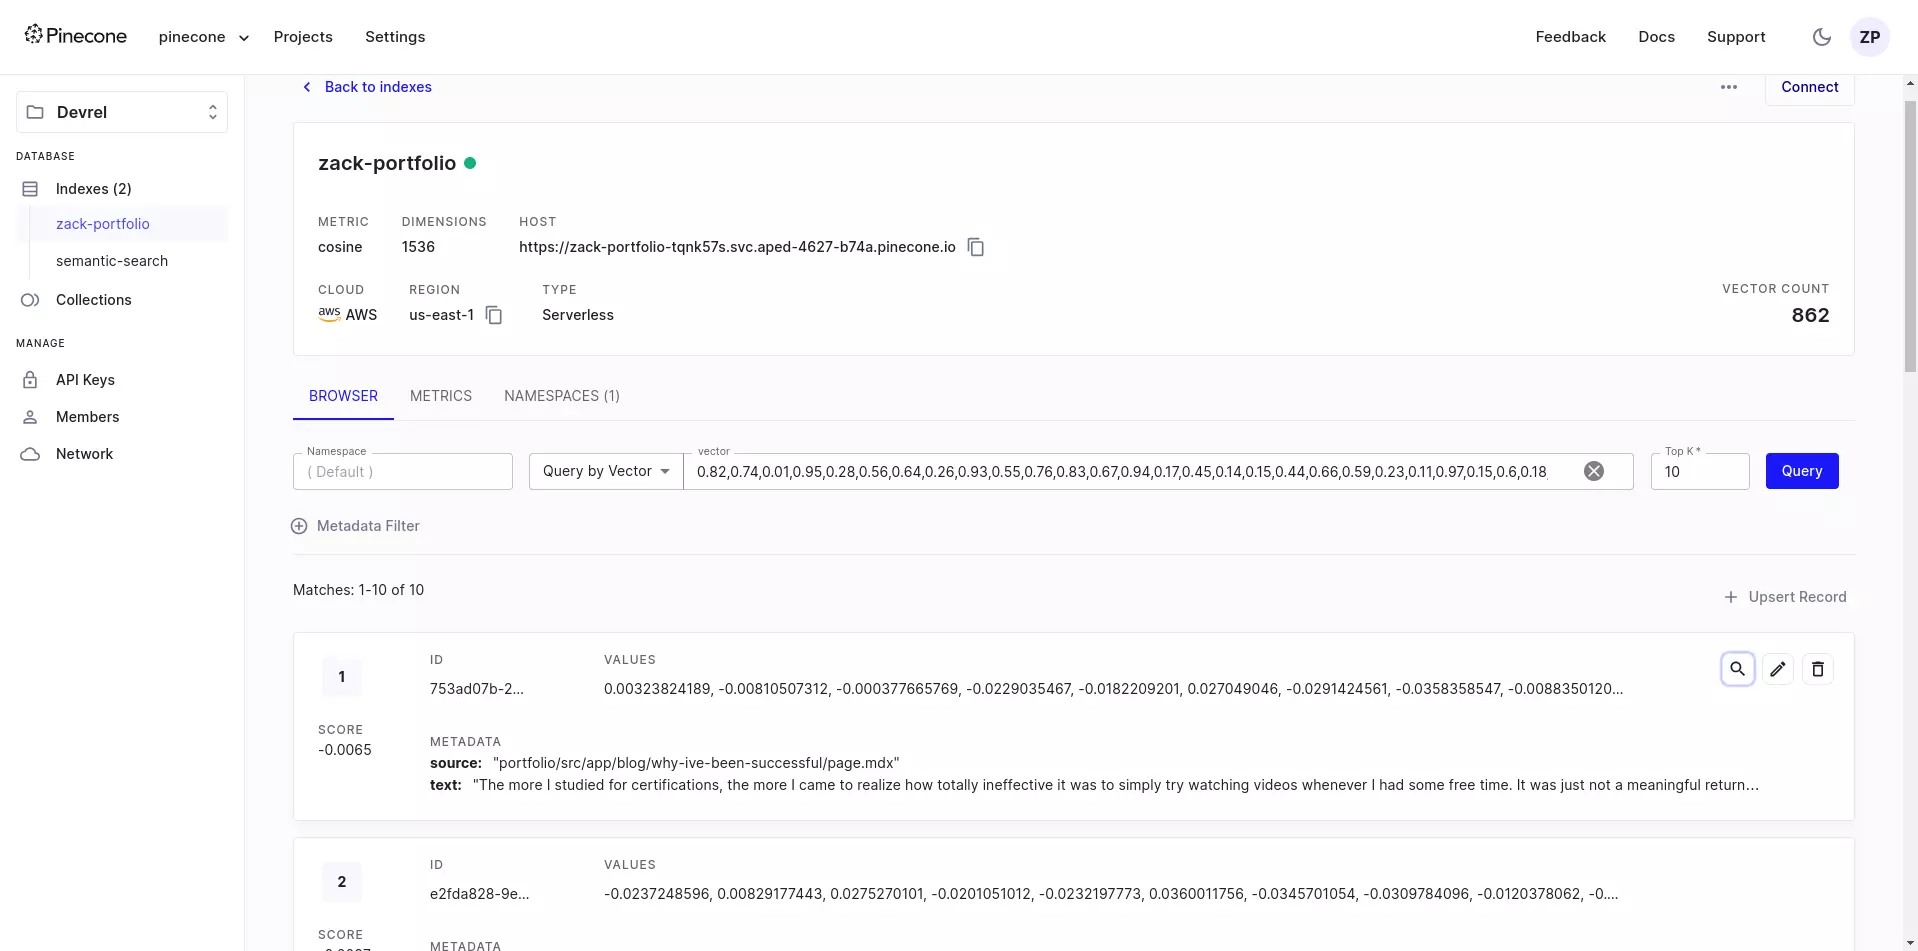 Pinecone pinecone Projects Settings Feedback Docs Support ZP
Devrel
DATABASE
Indexes (2)
zack-portfolio
semantic-search
Collections
MANAGE
API Keys
Members
Network
Back to indexes ••• Connect
zack-portfolio
METRIC DIMENSIONS HOST
cosine 1536 https://zack-portfolio-tqnk57s.svc.aped-4627-b74a.pinecone.io
CLOUD REGION TYPE VECTOR COUNT
aws AWS us-east-1 Serverless 862
BROWSER METRICS NAMESPACES (1)
Namespace vector Top K *
( Default ) Query by Vector 0.82,0.74,0.01,0.95,0.28,0.56,0.64,0.26,0.93,0.55,0.76,0.83,0.67,0.94,0.17,0.45,0.14,0.15,0.44,0.66,0.59,0.23,0.11,0.97,0.15,0.6,0.18, 10 Query
Metadata Filter
Matches: 1-10 of 10
Upsert Record
1 ID VALUES
753ad07b-2... 0.00323824189, -0.00810507312, -0.000377665769, -0.0229035467, -0.0182209201, 0.027049046, -0.0291424561, -0.0358358547, -0.0088350120...
SCORE
-0.0065
METADATA
source: "portfolio/src/app/blog/why-ive-been-successful/page.mdx"
text: "The more I studied for certifications, the more I came to realize how totally ineffective it was to simply try watching videos whenever I had some free time. It was just not a meaningful return...
2 ID VALUES
e2fda828-9e... -0.0237248596, 0.00829177443, 0.0275270101, -0.0201051012, -0.0232197773, 0.0360011756, -0.0345701054, -0.0309784096, -0.0120378062, -0....
SCORE
METADATA